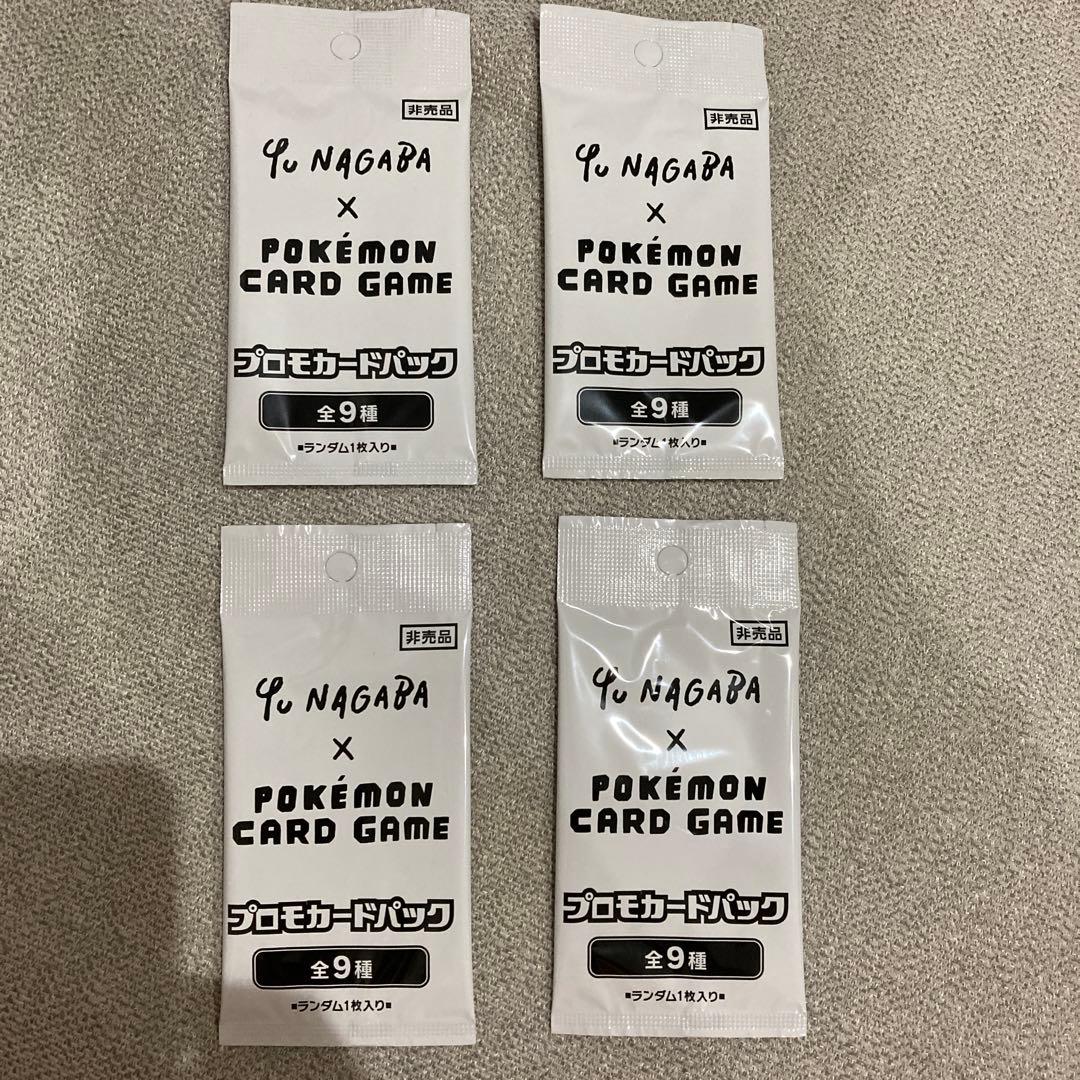 非売品
Yu NAGABA
×
POKÉMON
CARD GAME
プロモカードパック
全9種
■ランダム1枚入り■
非売品
Yu NAGABA
×
POKÉMON
CARD GAME
プロモカードパック
全9種
■ランダム1枚入り■
非売品
Yu NAGABA
×
POKÉMON
CARD GAME
プロモカードパック
全9種
■ランダム1枚入り■
非売品
Yu NAGABA
×
POKÉMON
CARD GAME
プロモカードパック
全9種
■ランダム1枚入り■